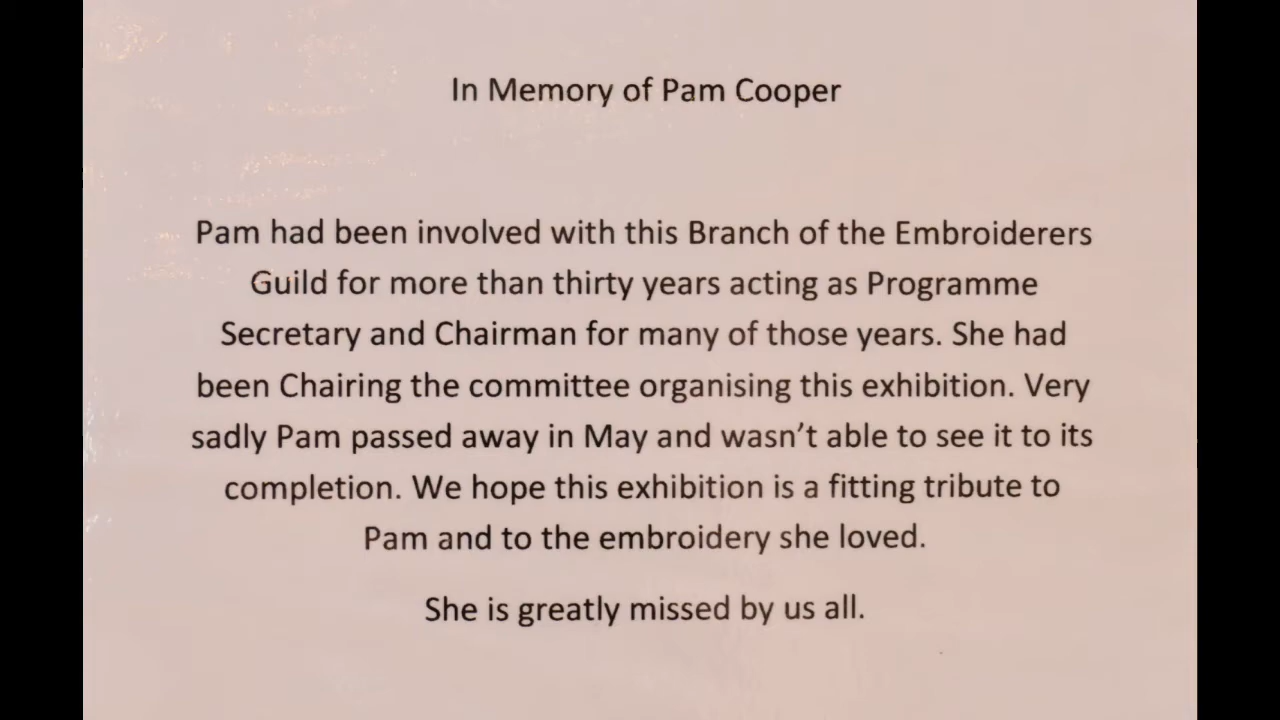 In Memory of Pam Cooper
Pam had been involved with this Branch of the Embroiderers
Guild for more than thirty years acting as Programme
Secretary and Chairman for many of those years. She had
been Chairing the committee organising this exhibition. Very
sadly Pam passed away in May and wasn’t able to see it to its
completion. We hope this exhibition is a fitting tribute to
Pam and to the embroidery she loved.
She is greatly missed by us all.